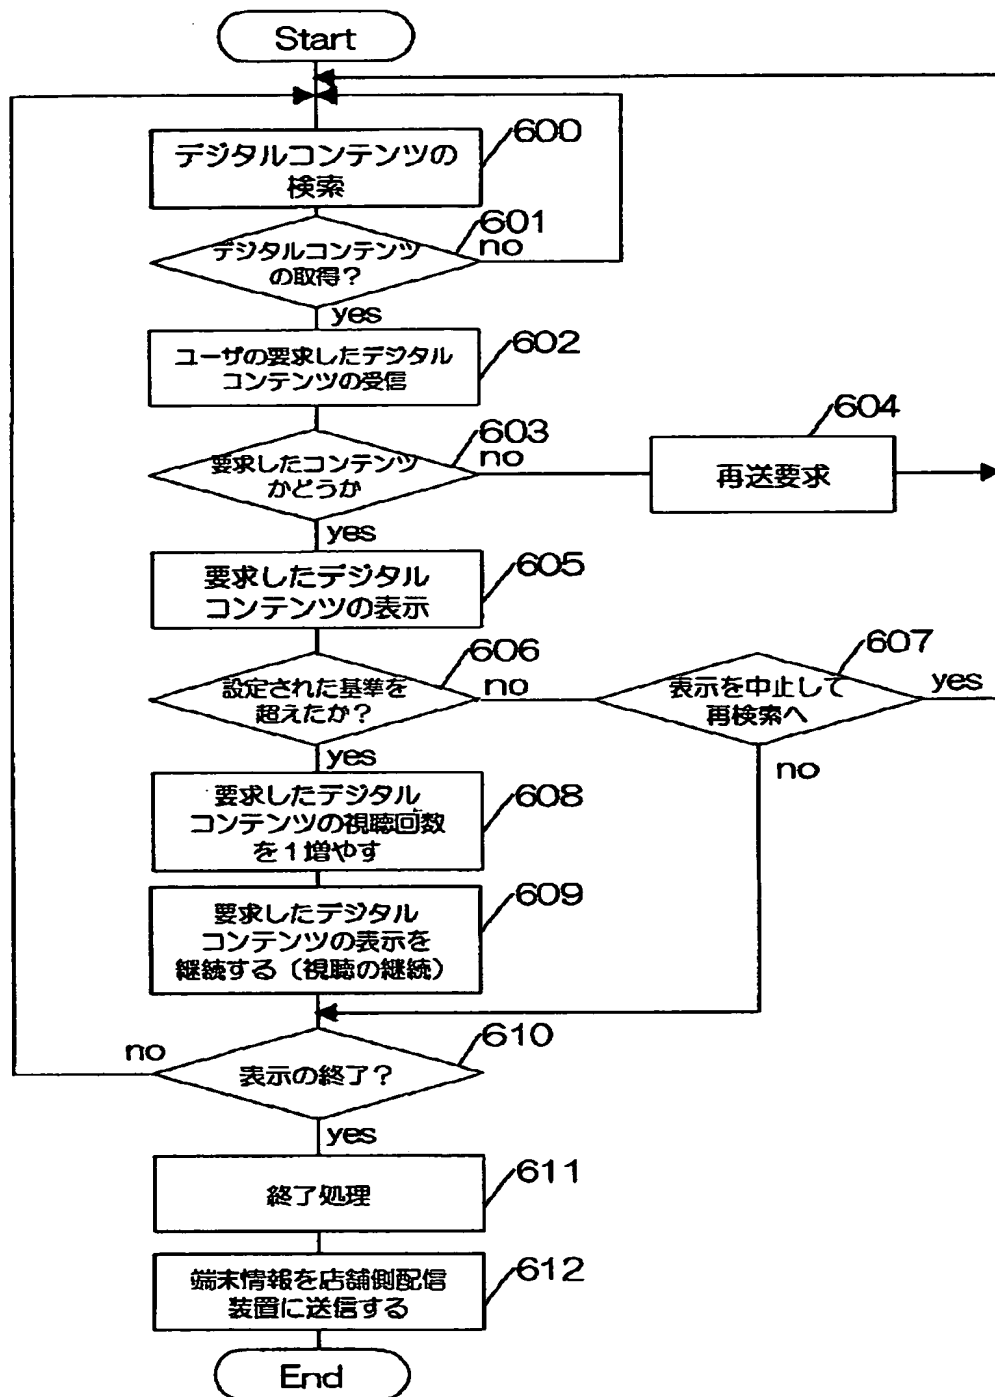 Start
600
デジタルコンテンツの
検索
601
デジタルコンテンツ
の取得？
no
yes
602
ユーザの要求したデジタル
コンテンツの受信
603
要求したコンテンツ
かどうか
no
604
再送要求
yes
605
要求したデジタル
コンテンツの表示
606
設定された基準を
超えたか？
no
607
表示を中止して
再検索へ
yes
yes
no
608
要求したデジタル
コンテンツの視聴回数
を１増やす
609
要求したデジタル
コンテンツの表示を
継続する（視聴の継続）
610
no
表示の終了？
yes
611
終了処理
612
端末情報を店舗側配信
装置に送信する
End